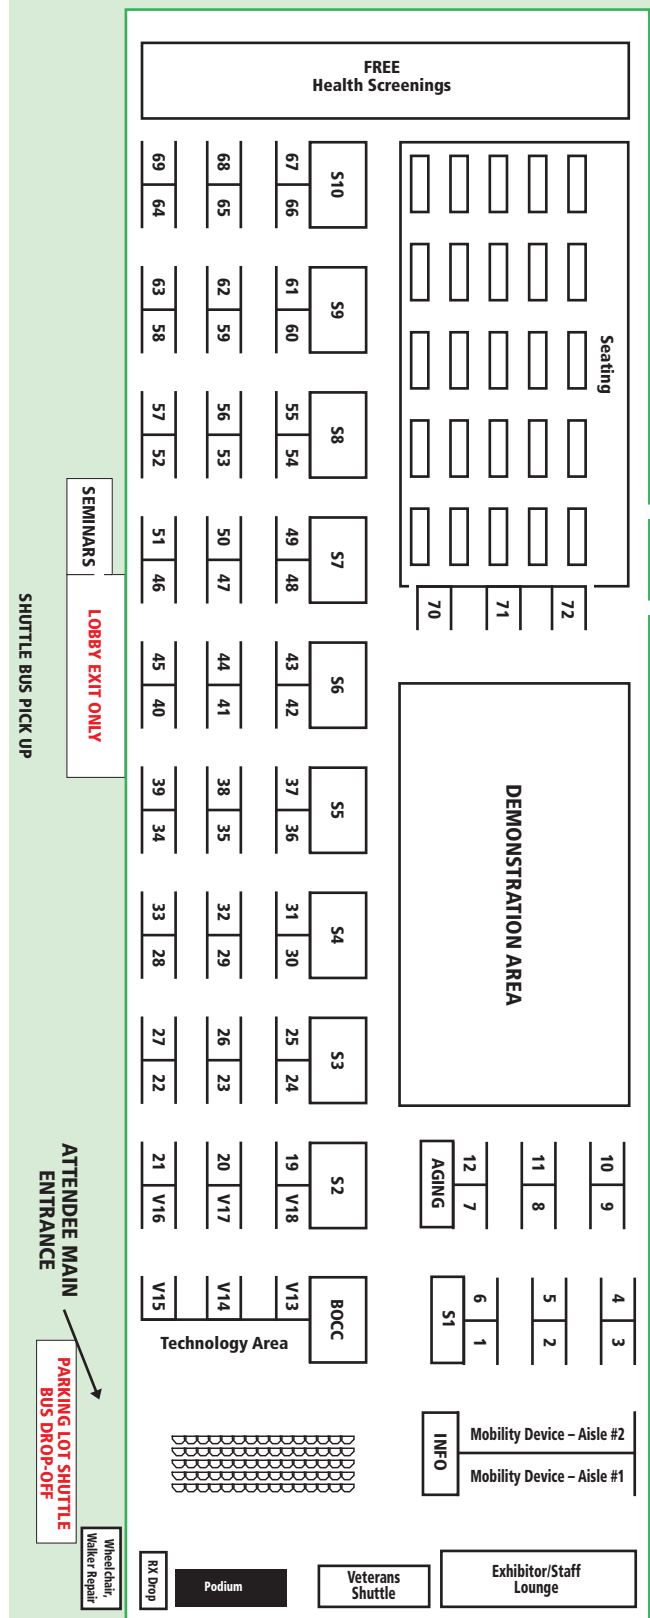 FREE
Health Screenings
69
68
67
S10
64
65
66
63
62
61
S9
58
59
60
Seating
57
56
55
S8
52
53
54
SEMINARS
51
50
49
S7
46
47
48
70
71
72
SHUTTLE BUS PICK UP
LOBBY EXIT ONLY
45
44
43
S6
40
41
42
39
38
37
S5
34
35
36
DEMONSTRATION AREA
33
32
31
S4
28
29
30
27
26
25
S3
22
23
24
ATTENDEE MAIN
ENTRANCE
21
20
19
S2
V16
V17
V18
AGING
12
11
10
7
8
9
V15
V14
V13
BOCC
Technology Area
S1
6
5
4
1
2
3
PARKING LOT SHUTTLE
BUS DROP-OFF
INFO
Mobility Device – Aisle #2
Mobility Device – Aisle #1
Wheelchair,
Walker Repair
RX Drop
Podium
Veterans
Shuttle
Exhibitor/Staff
Lounge